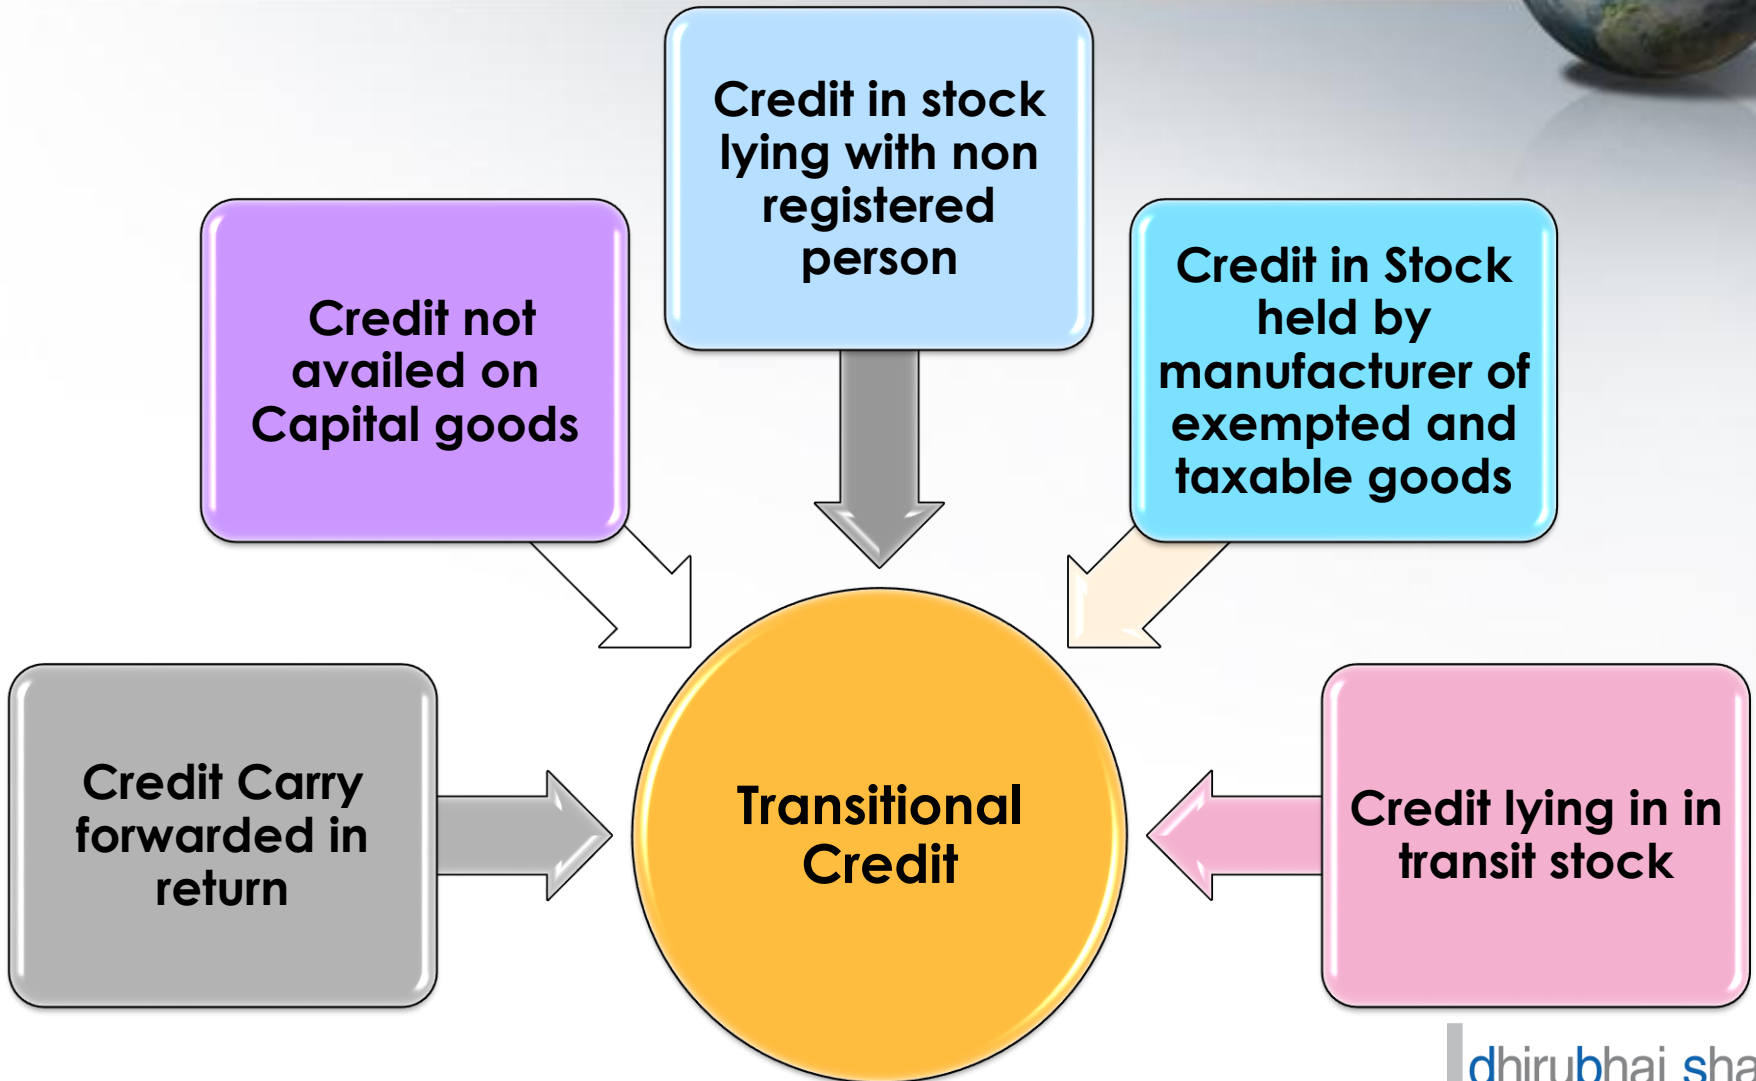 Credit in stock
lying with non
registered
person
Credit not
availed on
Capital goods
Credit in Stock
held by
manufacturer of
exempted and
taxable goods
Credit Carry
forwarded in
return
Transitional
Credit
Credit lying in in
transit stock
dhirubhai sha